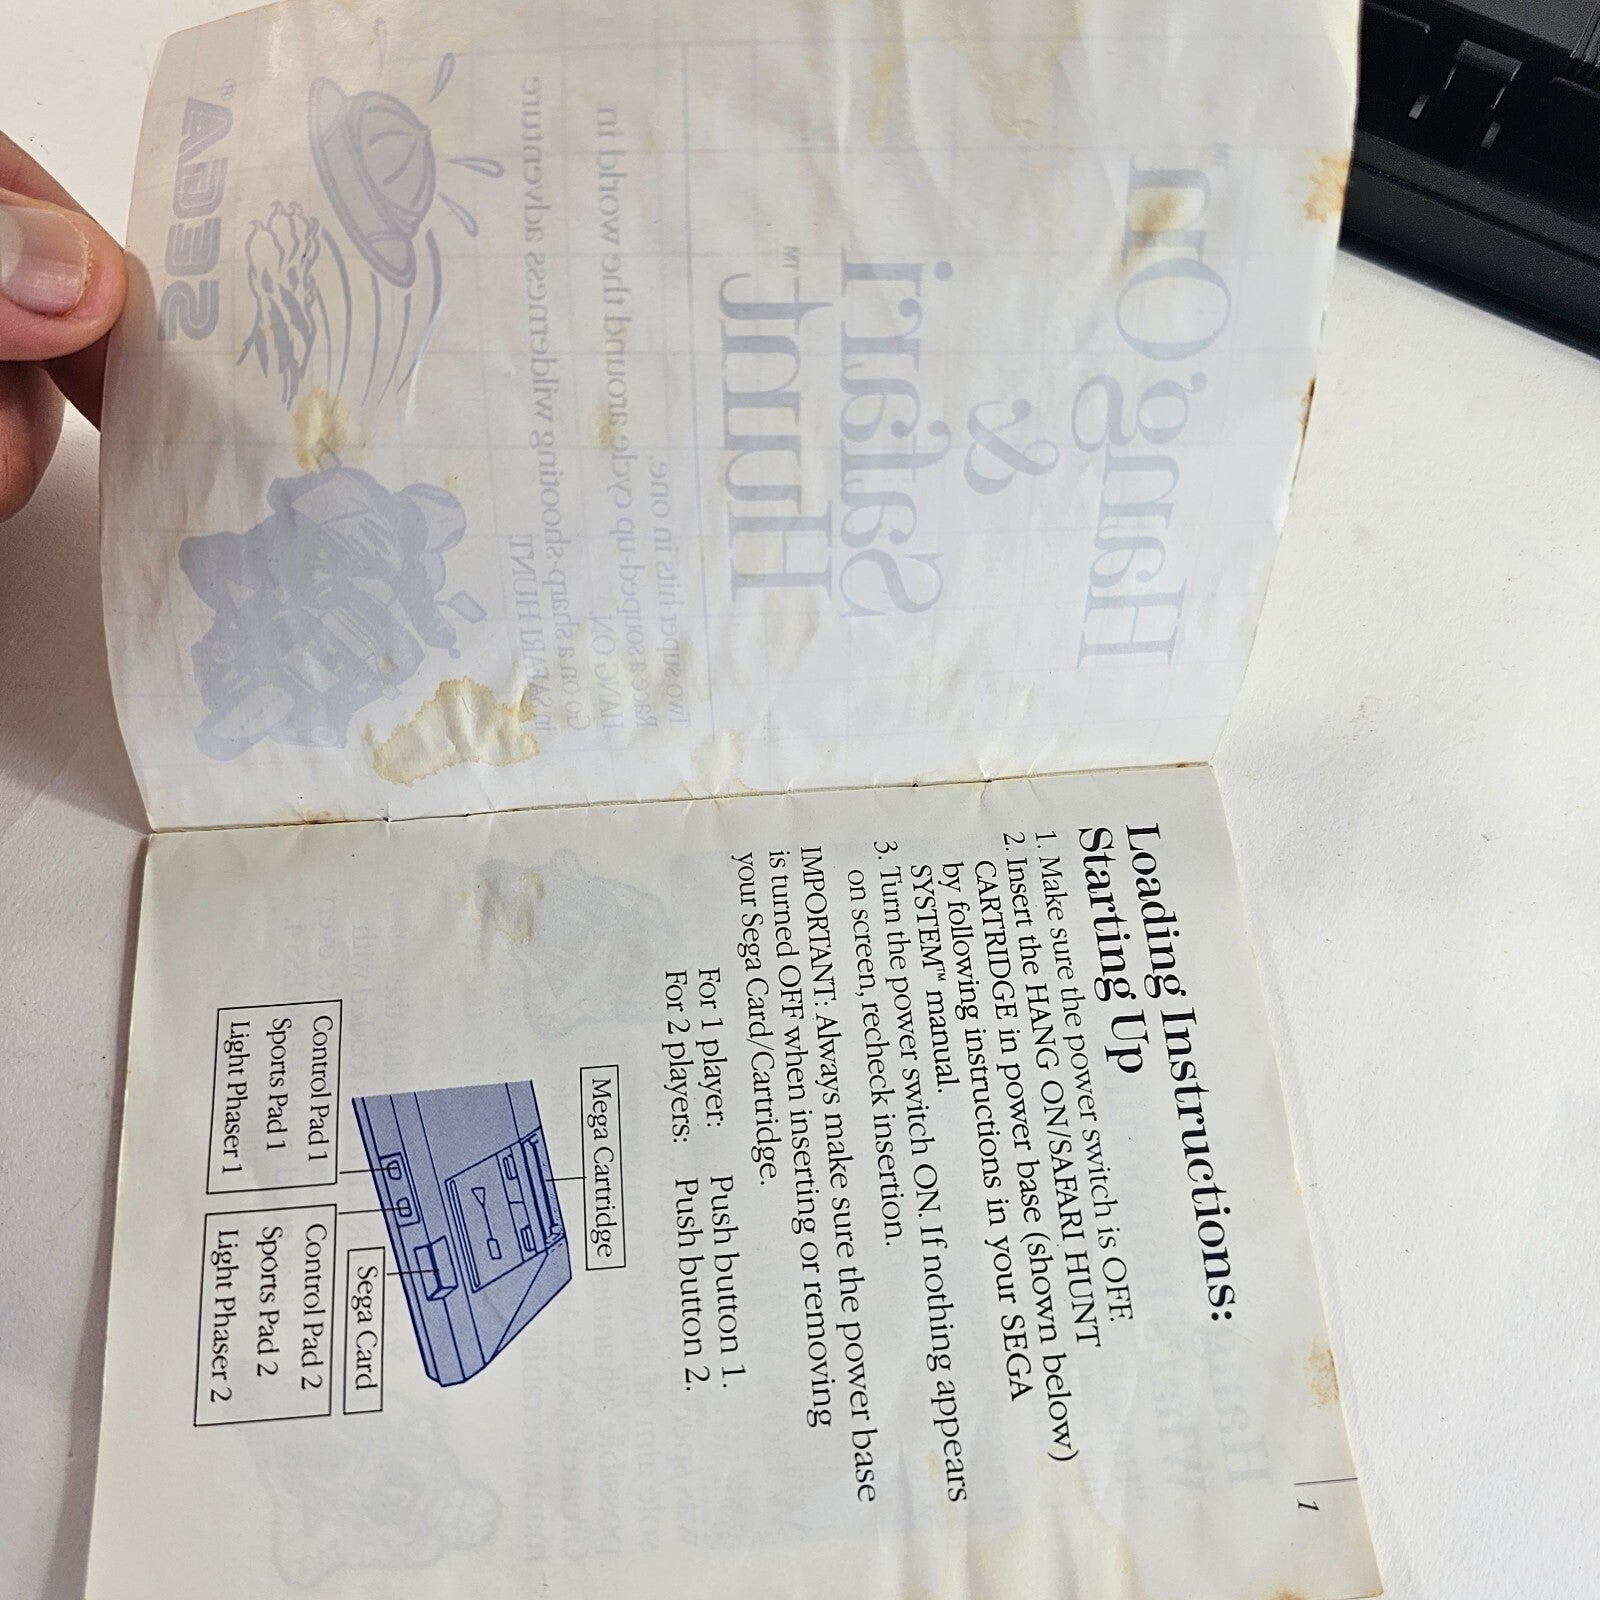 Hang On™
&
Safari
Hunt™
Two super hits in one.
Race a souped-up cycle around the world in
HANG ON.
Go on a sharp-shooting wilderness adventure
in SAFARI HUNT.
SEGA®
1
Loading Instructions:
Starting Up
1. Make sure the power switch is OFF.
2. Insert the HANG ON/SAFARI HUNT
CARTRIDGE in power base (shown below)
by following instructions in your SEGA
SYSTEM™ manual.
3. Turn the power switch ON. If nothing appears
on screen, recheck insertion.
IMPORTANT: Always make sure the power base
is turned OFF when inserting or removing
your Sega Card/Cartridge.
For 1 player: Push button 1.
For 2 players: Push button 2.
Mega Cartridge
Sega Card
Control Pad 1
Sports Pad 1
Light Phaser 1
Control Pad 2
Sports Pad 2
Light Phaser 2